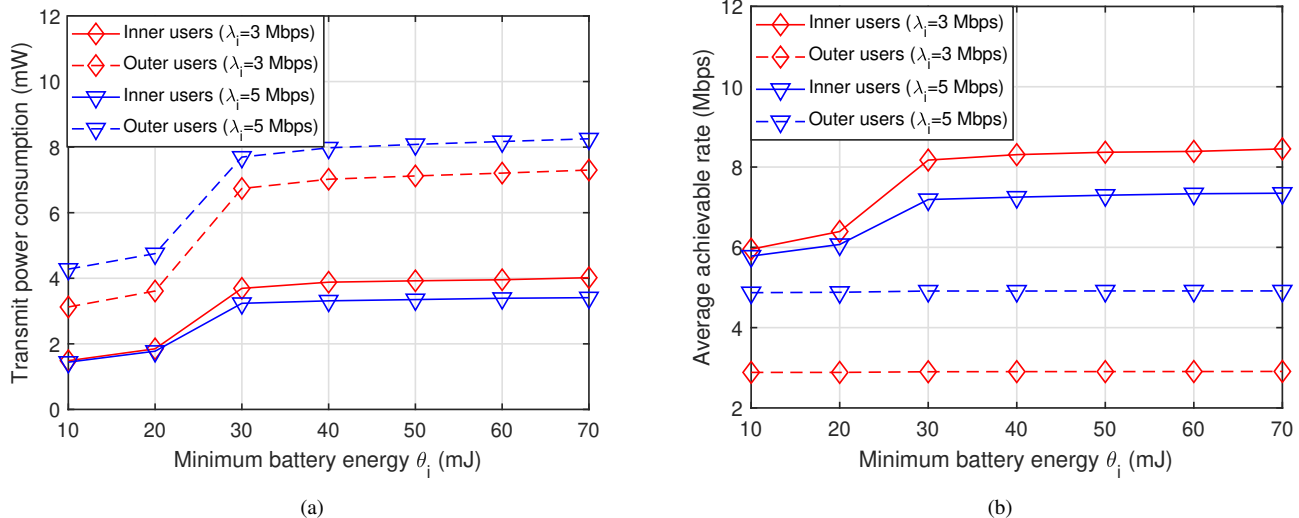 12
10
8
6
4
2
0
Transmit power consumption (mW)
Inner users (λi=3 Mbps)
Outer users (λi=3 Mbps)
Inner users (λi=5 Mbps)
Outer users (λi=5 Mbps)
10 20 30 40 50 60 70
Minimum battery energy θi (mJ)
(a)
12
10
8
6
4
2
Average achievable rate (Mbps)
Inner users (λi=3 Mbps)
Outer users (λi=3 Mbps)
Inner users (λi=5 Mbps)
Outer users (λi=5 Mbps)
10 20 30 40 50 60 70
Minimum battery energy θi (mJ)
(b)